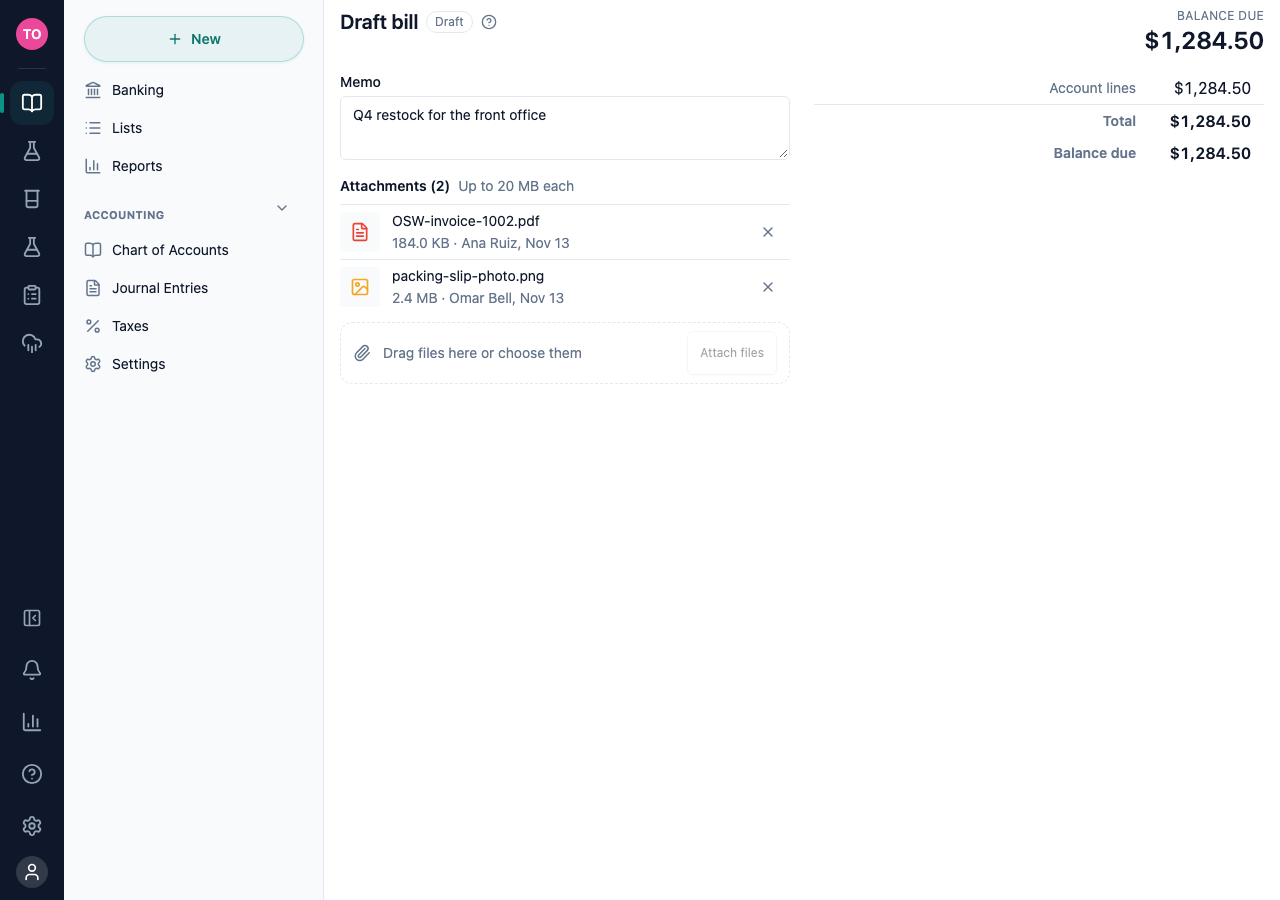 TO
New
Banking
Lists
Reports
ACCOUNTING
Chart of Accounts
Journal Entries
Taxes
Settings
Draft bill
Draft
BALANCE DUE
$1,284.50
Memo
Q4 restock for the front office
Account lines $1,284.50
Total $1,284.50
Balance due $1,284.50
Attachments (2) Up to 20 MB each
OSW-invoice-1002.pdf
184.0 KB · Ana Ruiz, Nov 13
packing-slip-photo.png
2.4 MB · Omar Bell, Nov 13
Drag files here or choose them
Attach files